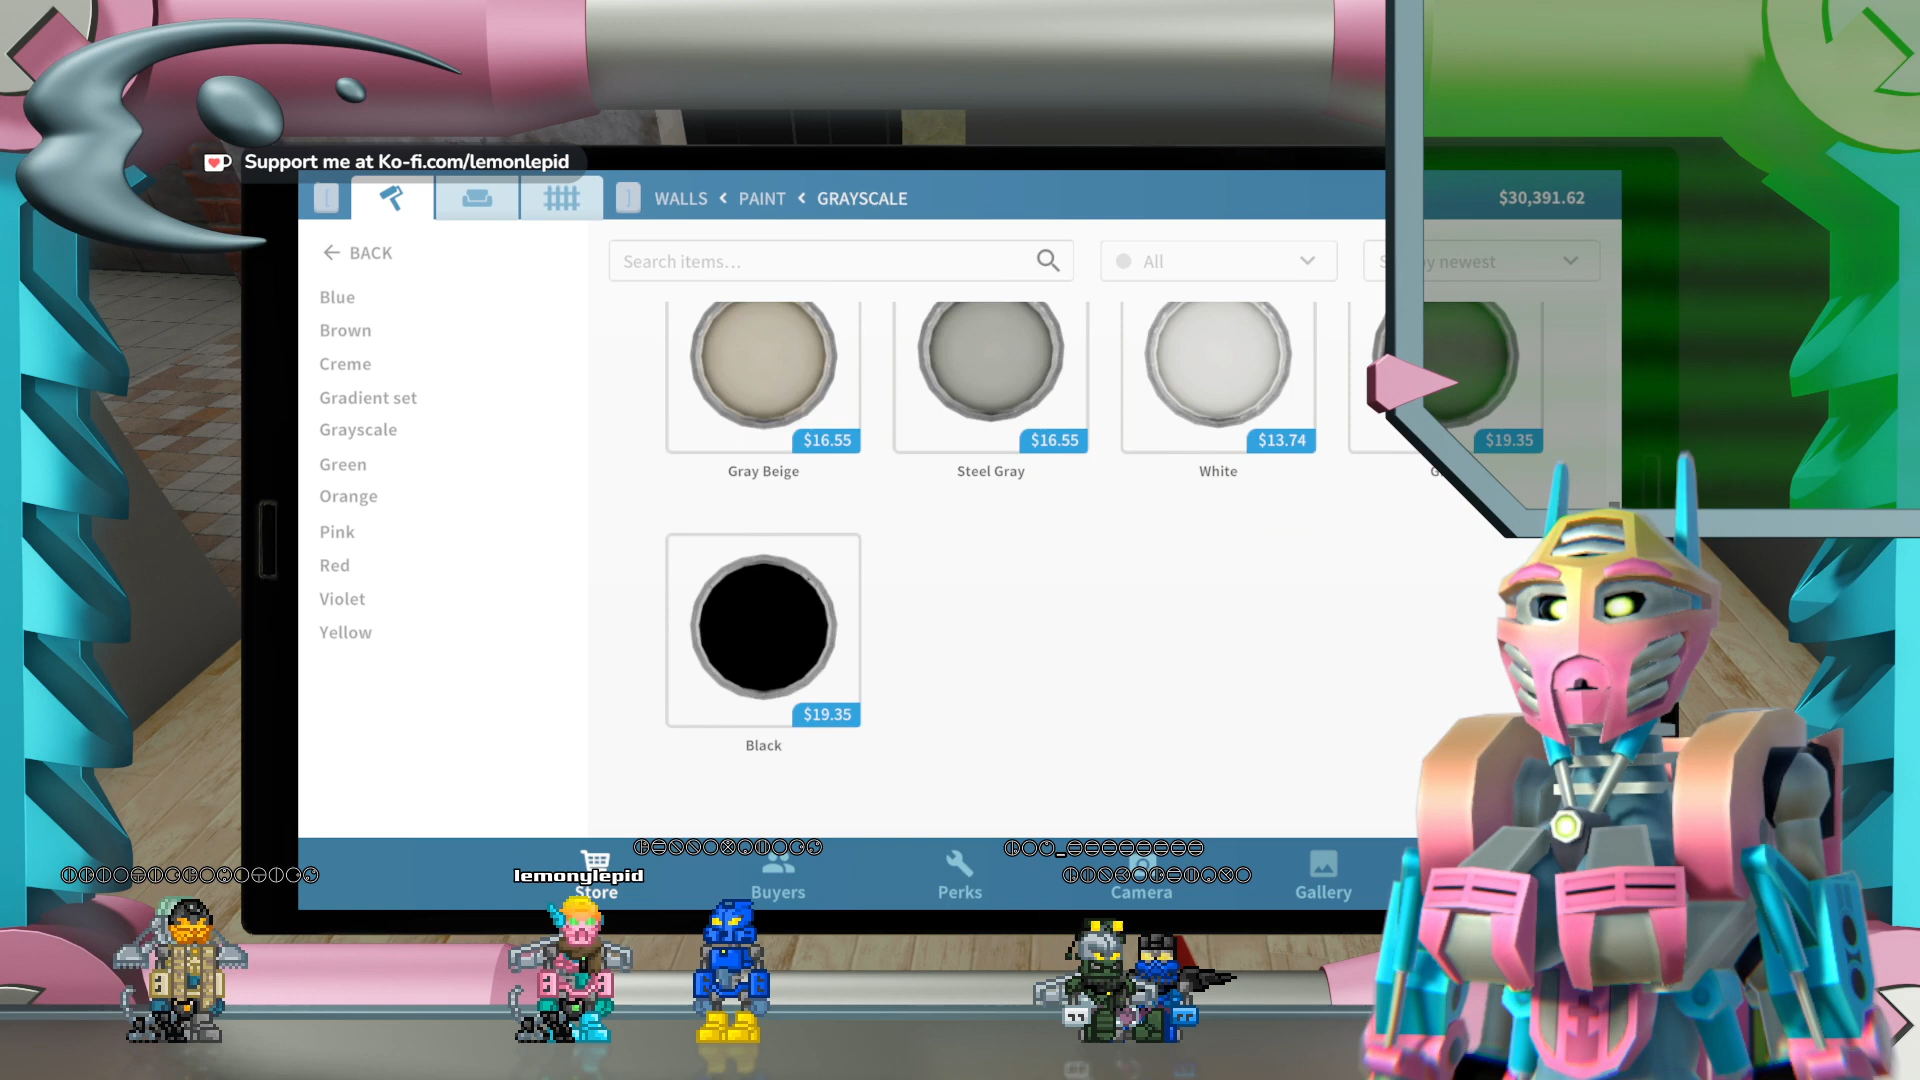 Support me at Ko-fi.com/lemonlepid
[ ] WALLS < PAINT < GRAYSCALE $30,391.62
BACK
Search items...
All
by newest
Blue
Brown
Creme
Gradient set
Grayscale
Green
Orange
Pink
Red
Violet
Yellow
$16.55 $16.55 $13.74 $19.35
Gray Beige Steel Gray White
$19.35
Black
lemonylepid
Store Buyers Perks Camera Gallery